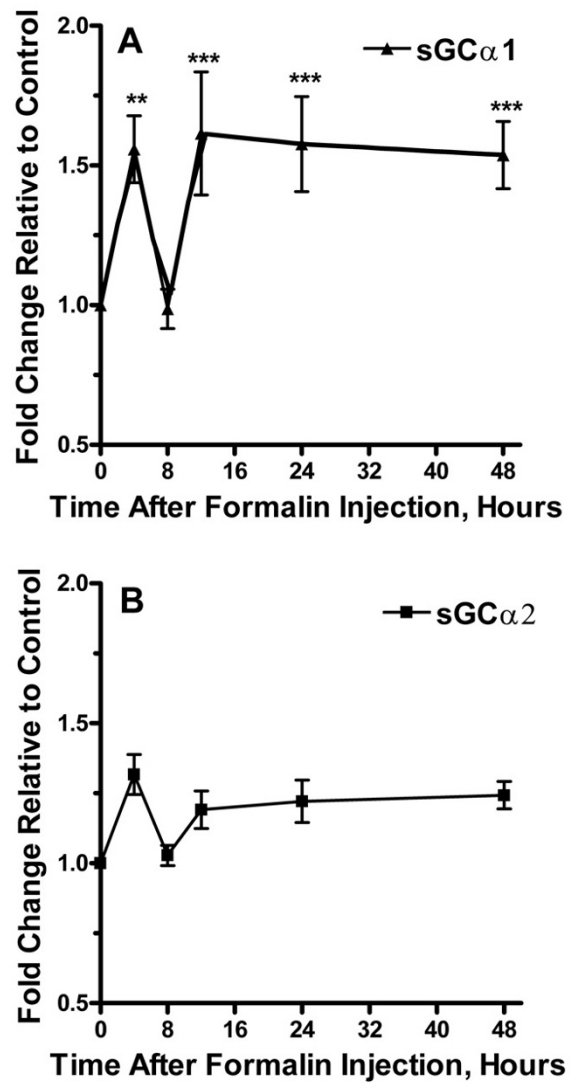 A
sGCα1
Fold Change Relative to Control
2.0
1.5
1.0
0.5
**
***
***
***
0 8 16 24 32 40 48
Time After Formalin Injection, Hours
B
sGCα2
Fold Change Relative to Control
2.0
1.5
1.0
0.5
0 8 16 24 32 40 48
Time After Formalin Injection, Hours